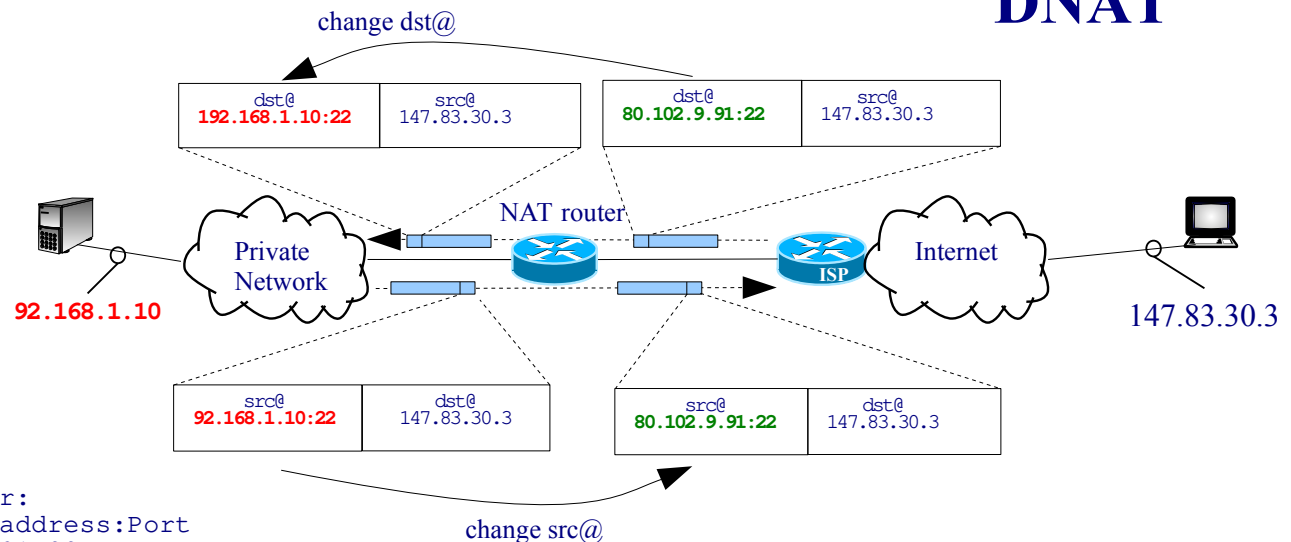 DNAT
change dst@
dst@
192.168.1.10:22
src@
147.83.30.3
dst@
80.102.9.91:22
src@
147.83.30.3
NAT router
Private
Network
Internet
ISP
92.168.1.10
147.83.30.3
src@
92.168.1.10:22
dst@
147.83.30.3
src@
80.102.9.91:22
dst@
147.83.30.3
r:
address:Port
change src@